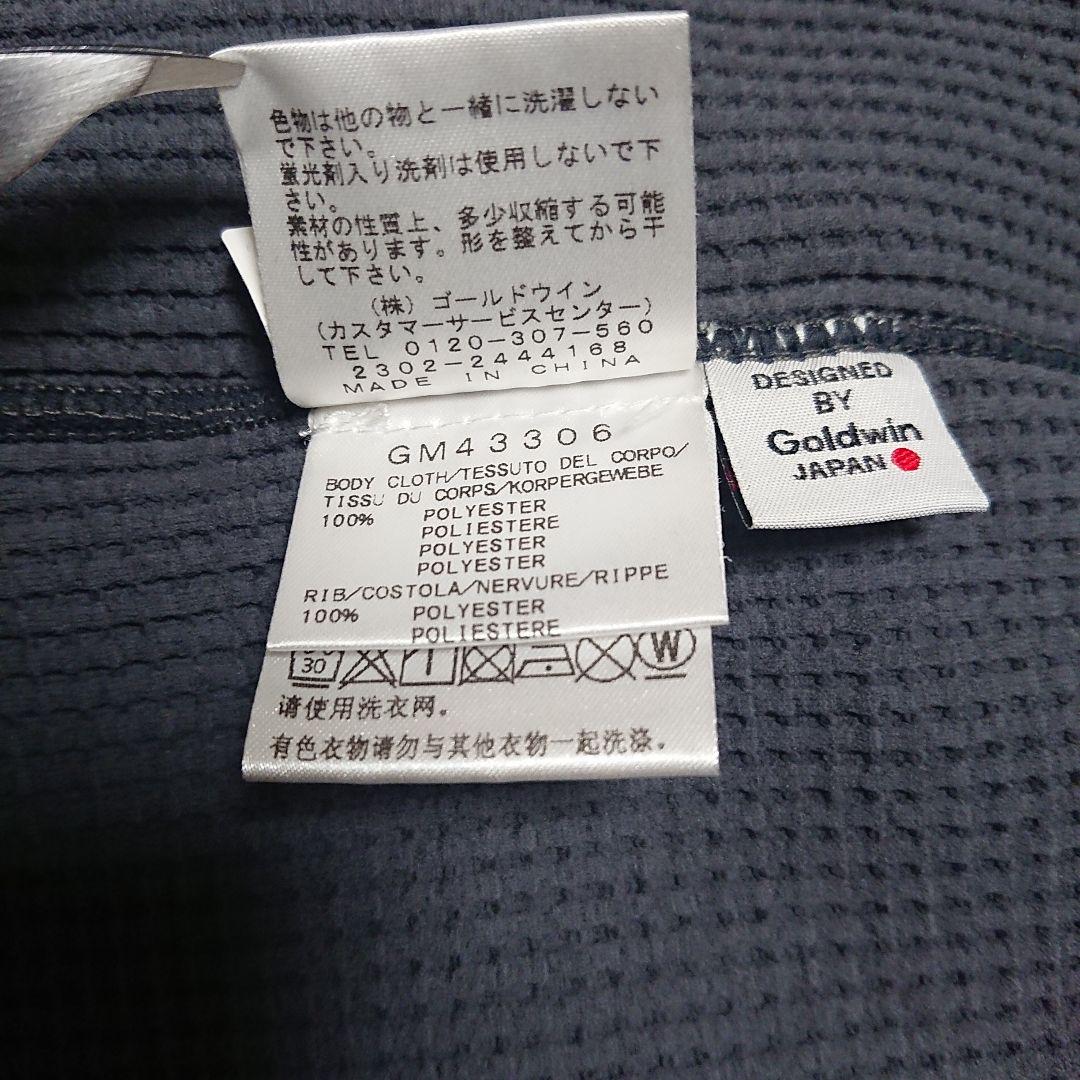 色物は他の物と一緒に洗濯しない
で下さい。
蛍光剤入り洗剤は使用しないで下
さい。
素材の性質上、多少収縮する可能
性があります。形を整えてから干
して下さい。
(株)ゴールドウイン
(カスタマーサービスセンター)
TEL 0120-307-560
2302-2444168
MADE IN CHINA
GM43306
BODY CLOTH/TESSUTO DEL CORPO/
TISSU DU CORPS/KORPERGEWEBE
100% POLYESTER
POLIESTERE
POLYESTER
POLYESTER
RIB/COSTOLA/NERVURE/RIPPE
100% POLYESTER
POLIESTERE
30
W
请使用洗衣网。
有色衣物请勿与其他衣物一起洗涤。
DESIGNED
BY
Goldwin
JAPAN